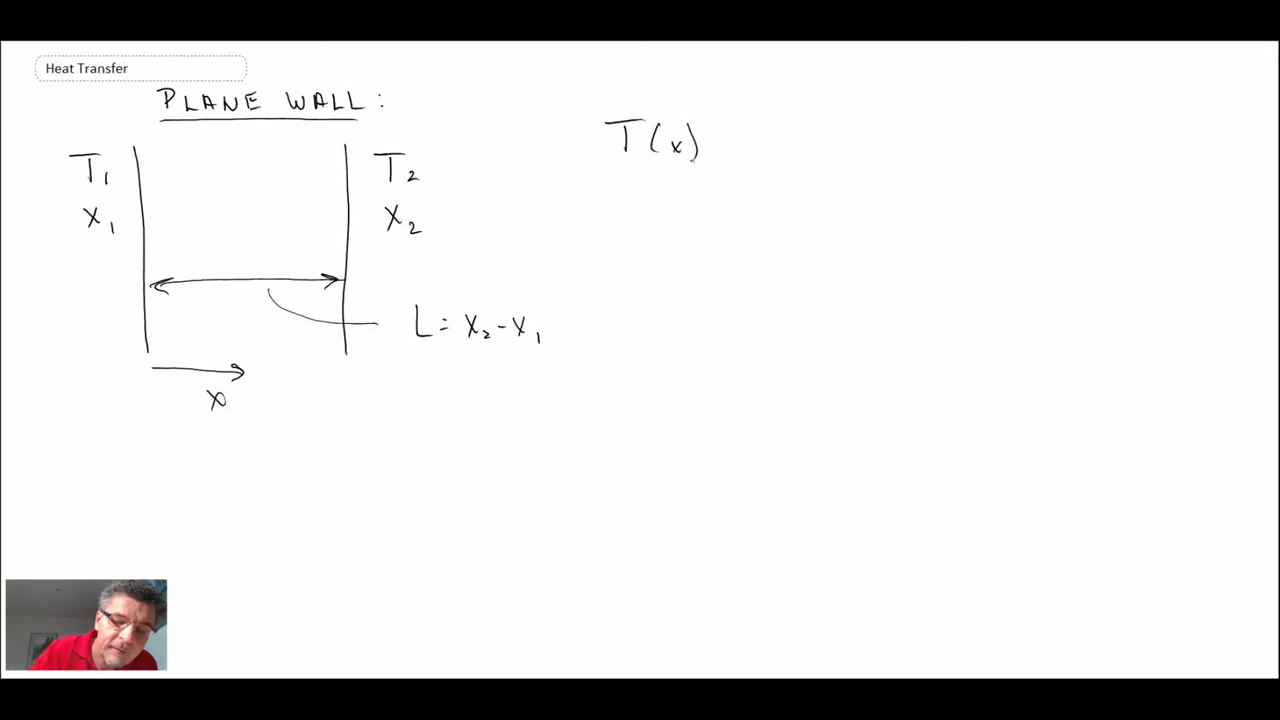 Heat Transfer
PLANE WALL:
T(x)
T₁
T₂
x₁
x₂
L = x₂ - x₁
x